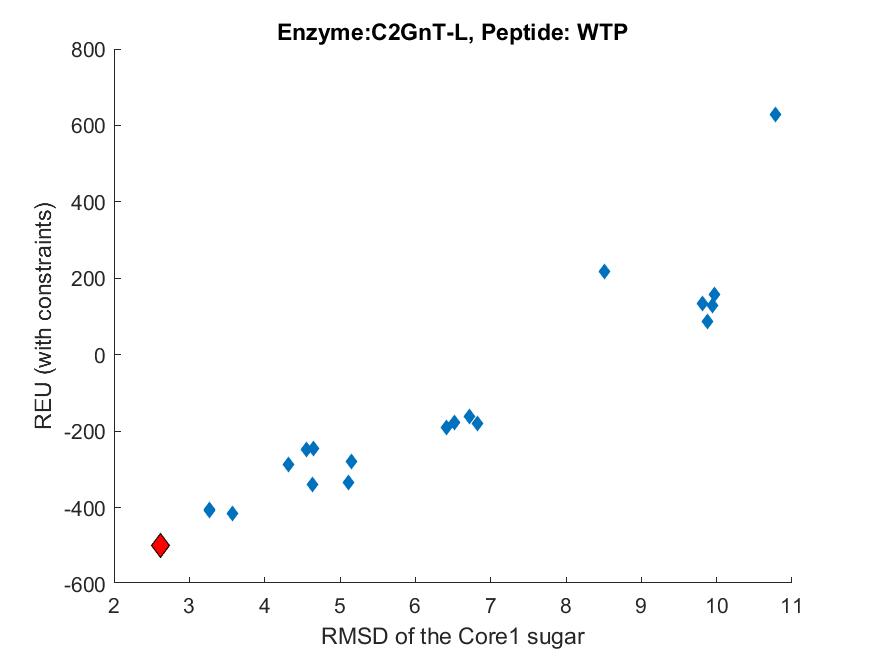 Enzyme:C2GnT-L, Peptide: WTP
800
600
400
200
0
-200
-400
-600
REU (with constraints)
2 3 4 5 6 7 8 9 10 11
RMSD of the Core1 sugar